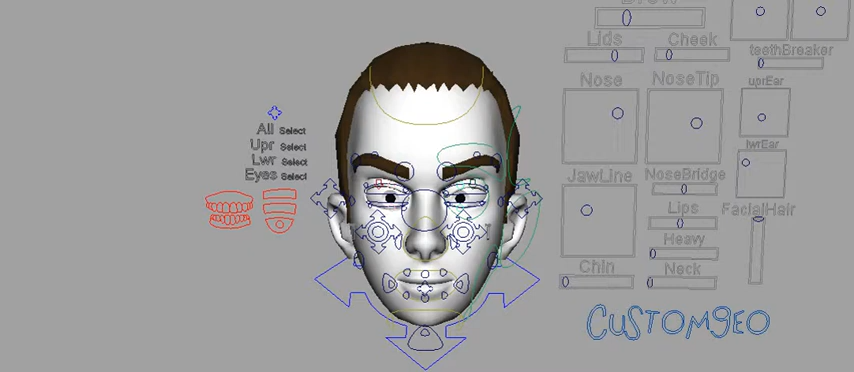 Lids Cheek
teethBreaker
Nose NoseTip
uprEar
All Select
Upr Select
Lwr Select
Eyes Select
lwrEar
JawLine NoseBridge
Lips FacialHair
Heavy
Chin Neck
CUSTOMgEO